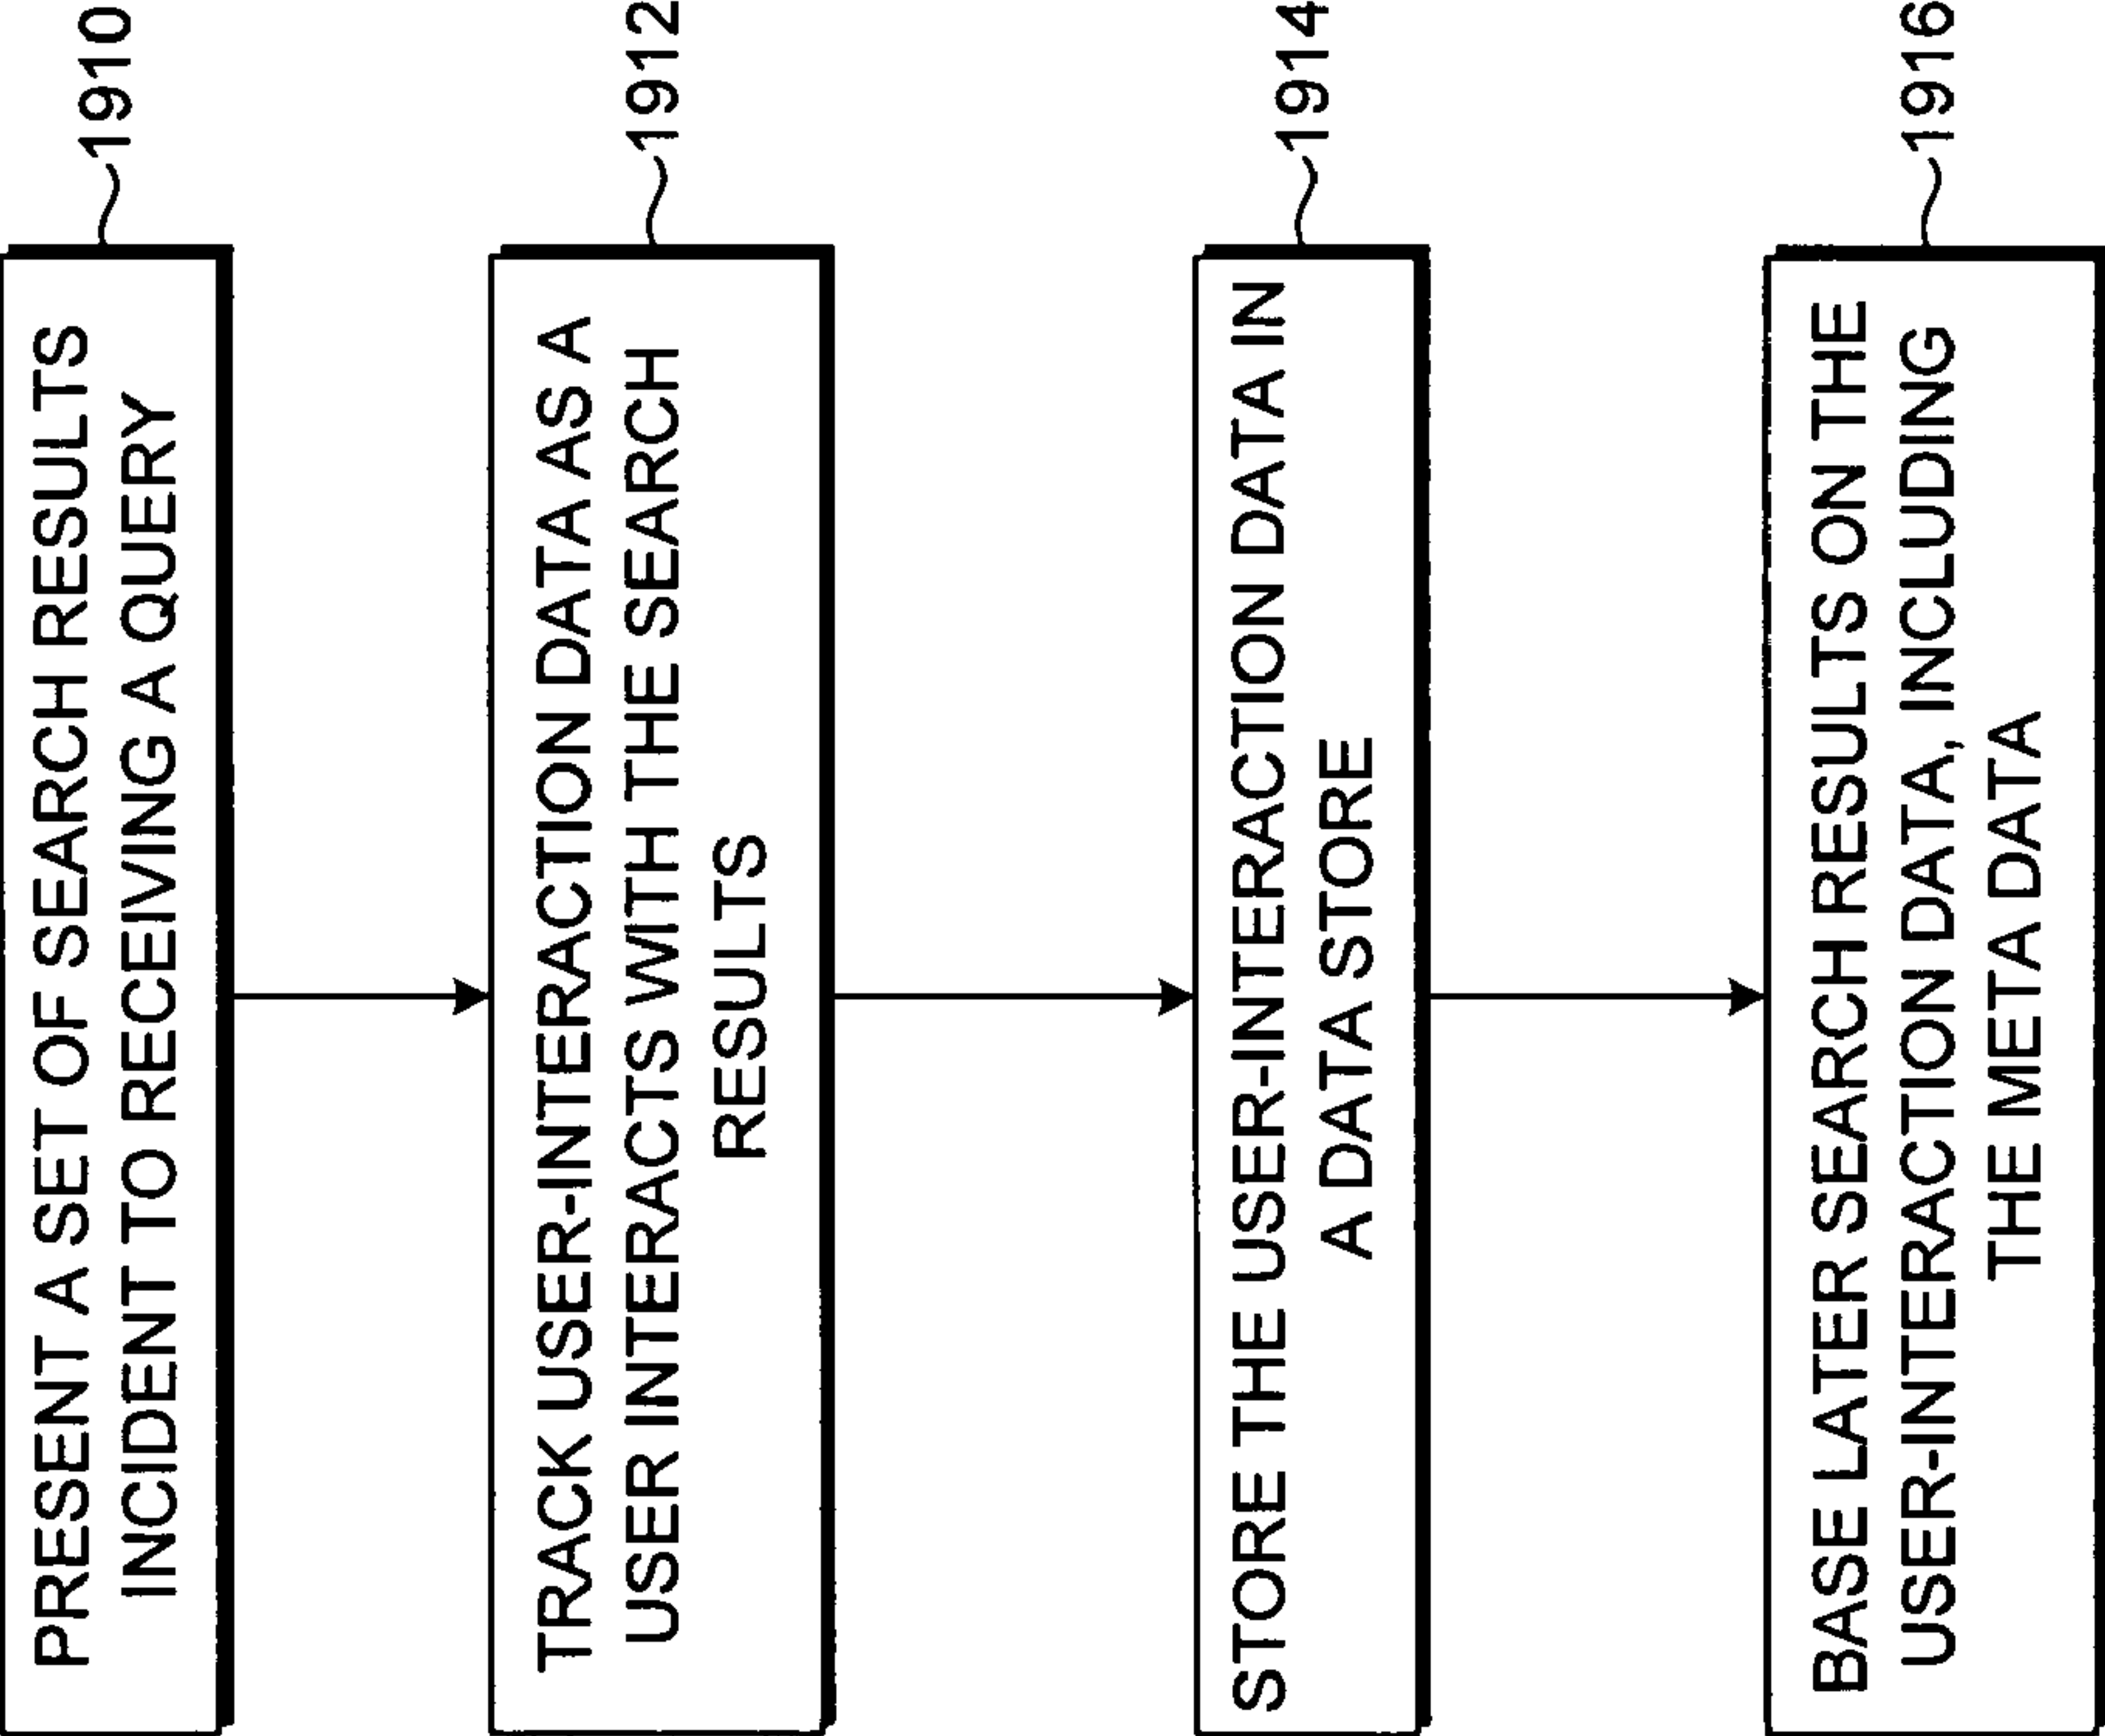 PRESENT A SET OF SEARCH RESULTS
INCIDENT TO RECEIVING A QUERY
1910
TRACK USER-INTERACTION DATA AS A
USER INTERACTS WITH THE SEARCH
RESULTS
1912
STORE THE USER-INTERACTION DATA IN
A DATA STORE
1914
BASE LATER SEARCH RESULTS ON THE
USER-INTERACTION DATA, INCLUDING
THE META DATA
1916